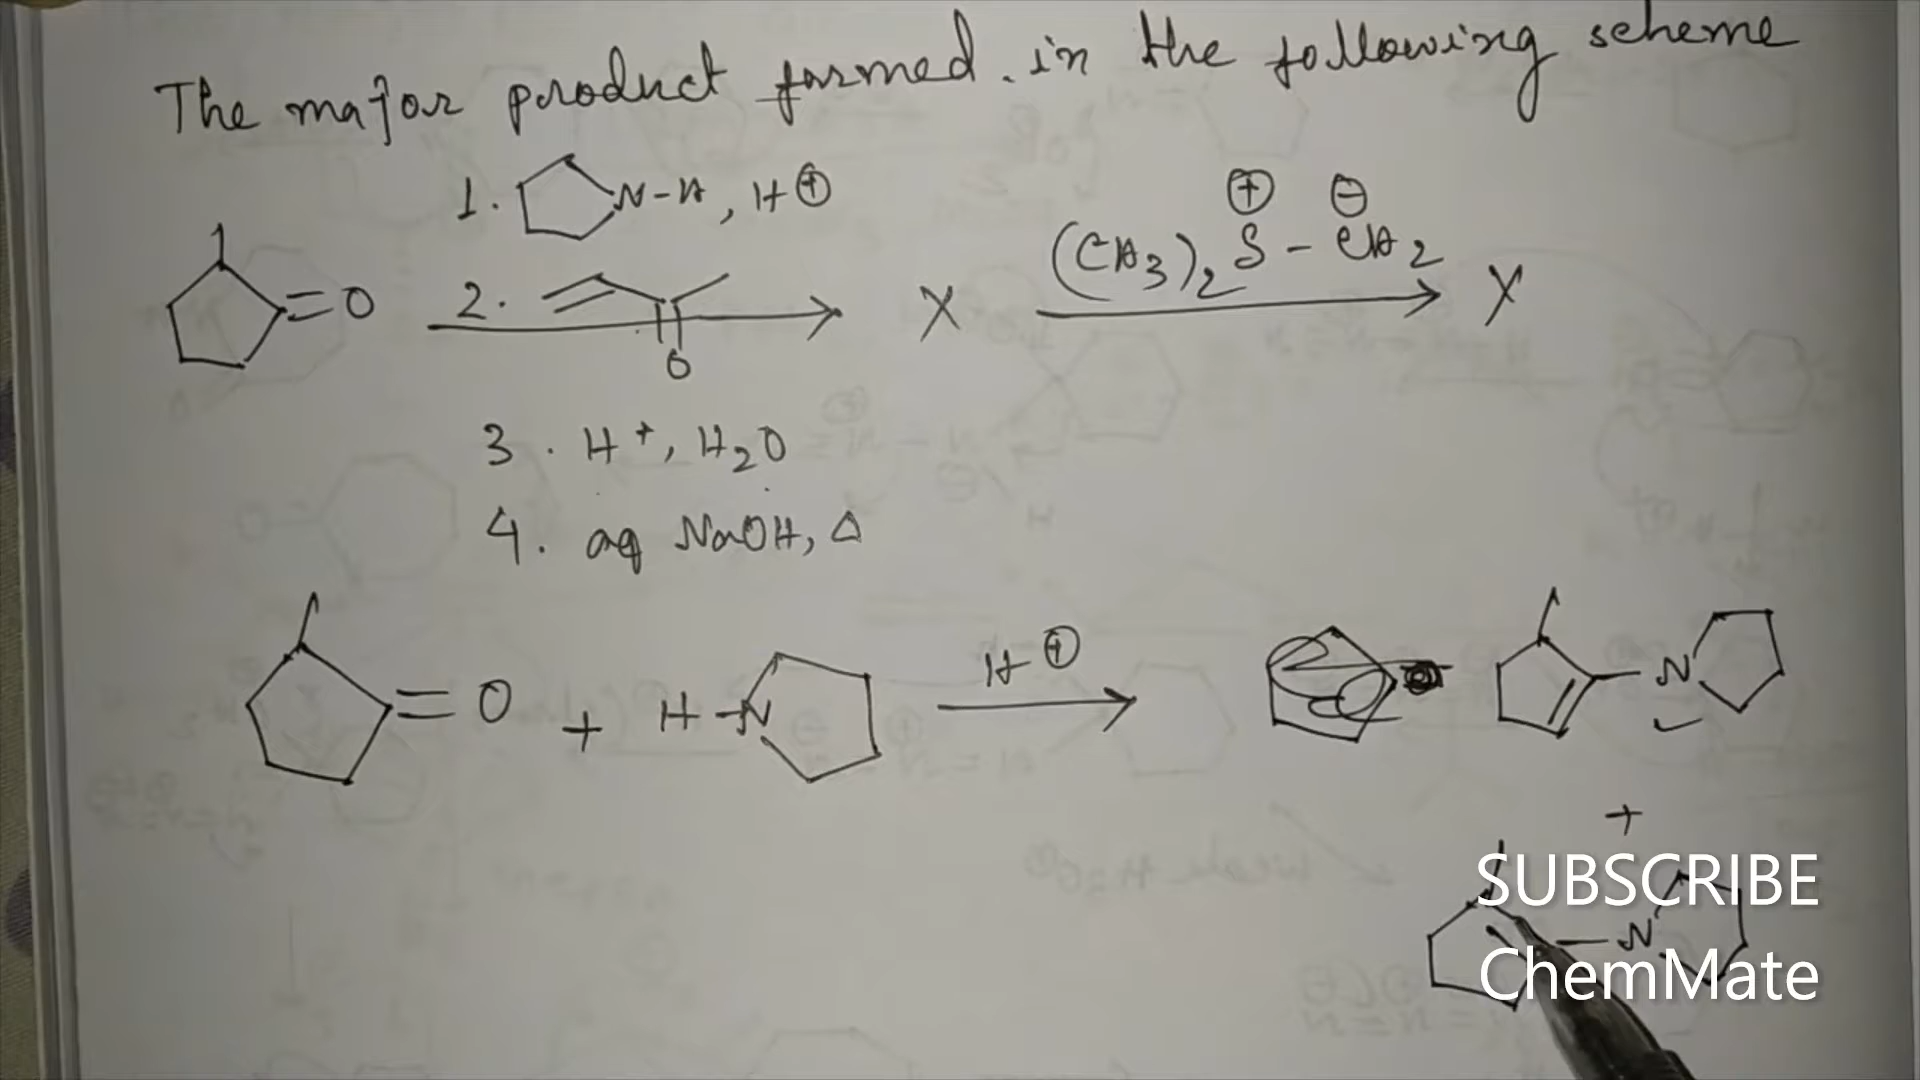 The major product formed in the following scheme
1. N-H, H⊕
(CH3)2 S⊕ - CH2⊖
O
2.
O
X
Y
3. H+, H2O
4. aq NaOH, Δ
O + H-N
H⊕
N
+
N
SUBSCRIBE
ChemMate